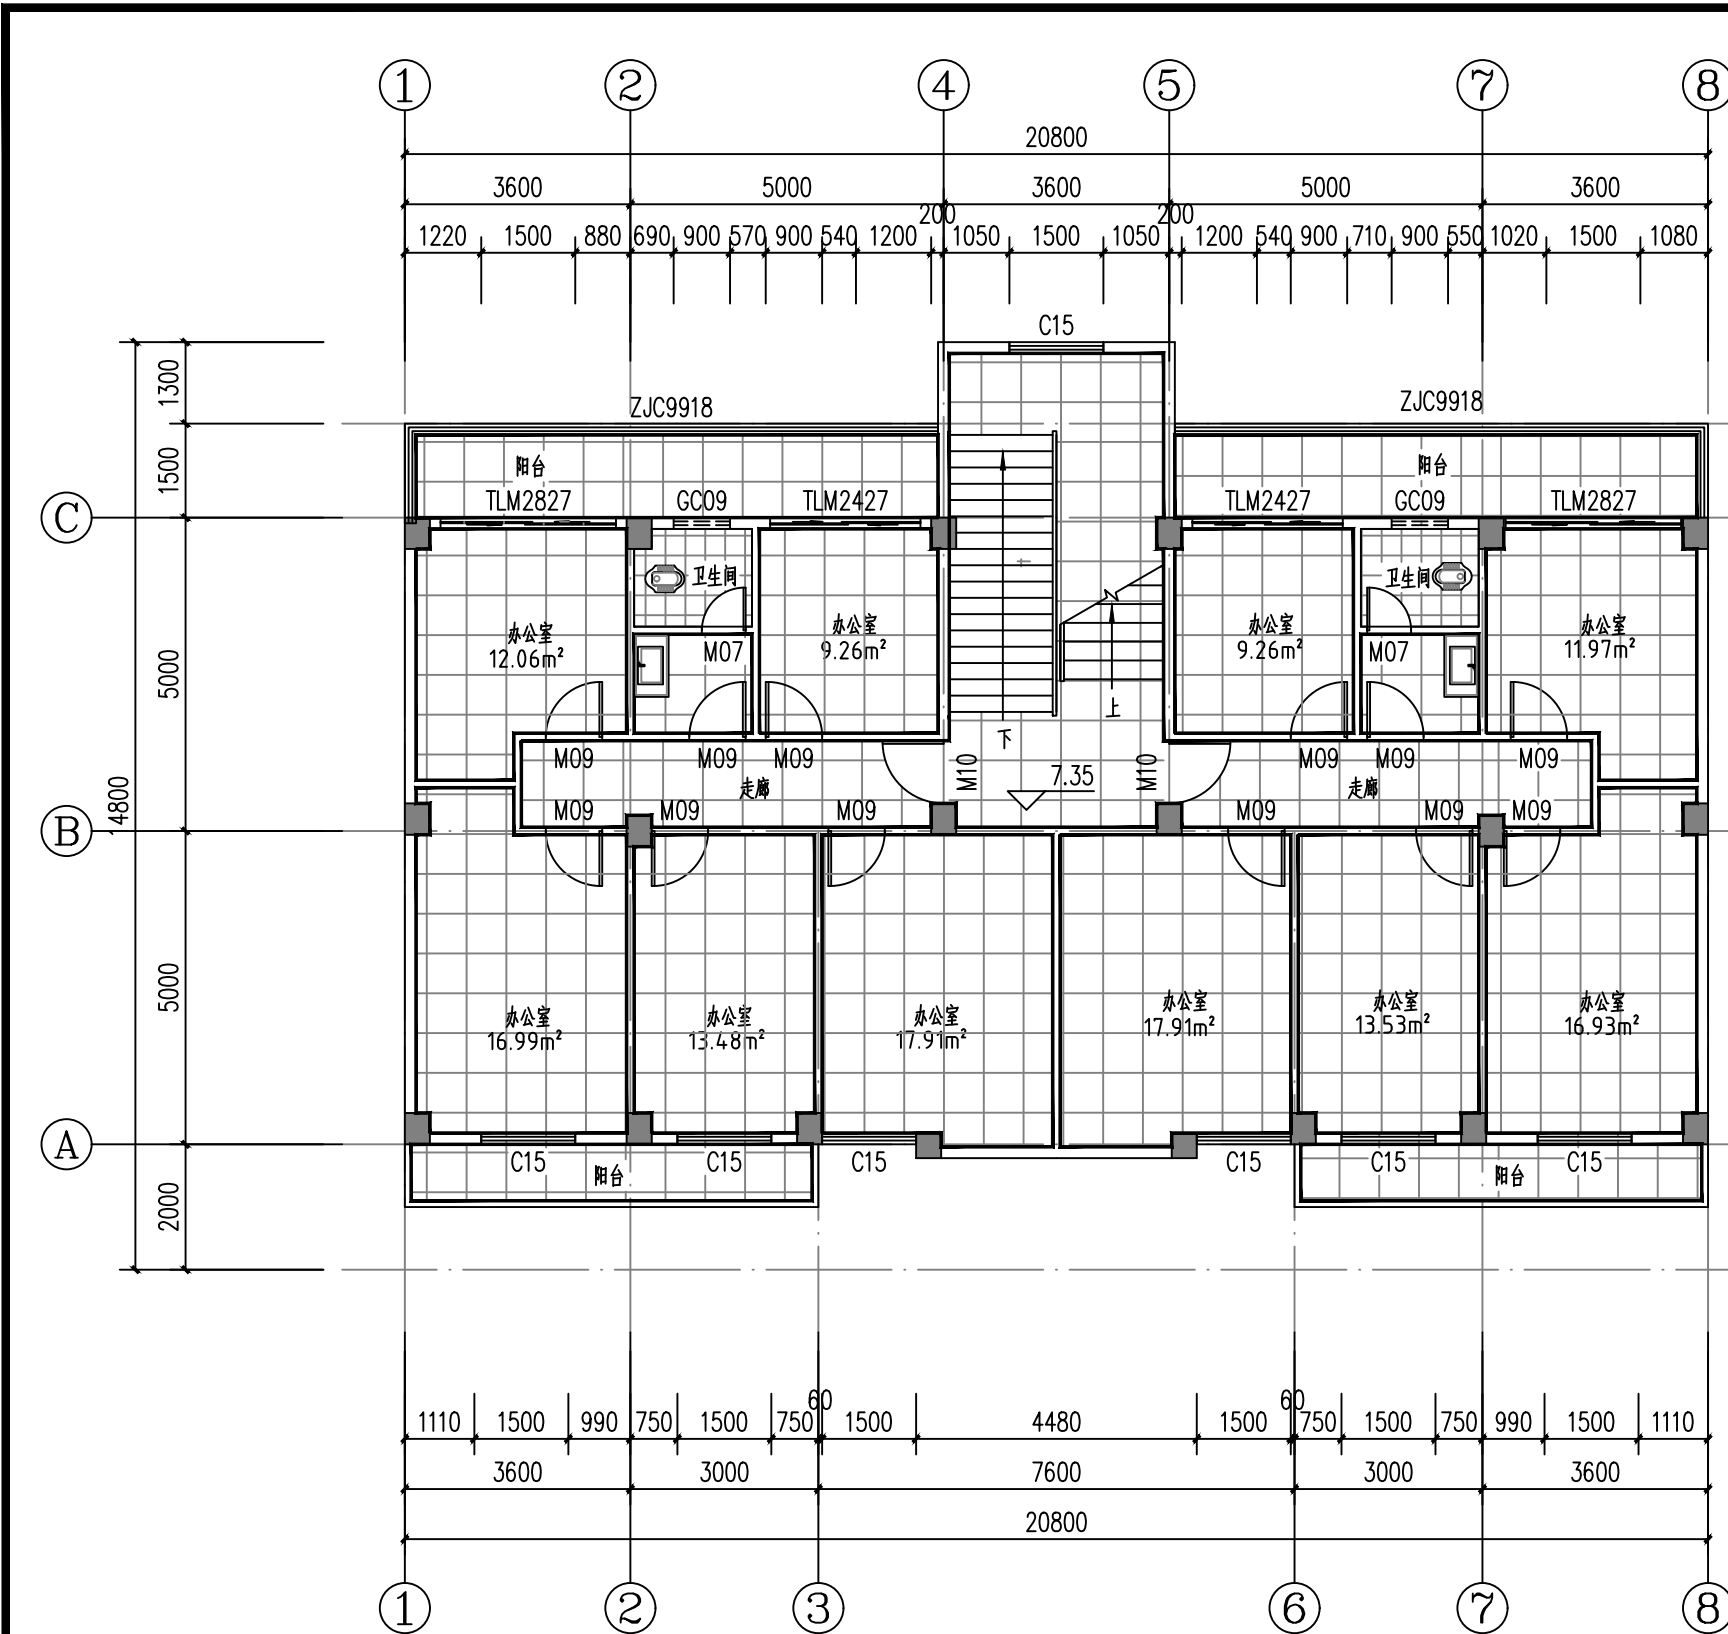 1 2 4 5 7 8
20800
3600 5000 3600 5000 3600
200 200
1220 1500 880 690 900 570 900 540 1200 1050 1500 1050 1200 540 900 710 900 550 1020 1500 1080
C15
1300
ZJC9918 ZJC9918
1500
阳台 阳台
TLM2827 GC09 TLM2427 TLM2427 GC09 TLM2827
C
卫生间 卫生间
办公室 办公室 办公室 办公室
12.06m² 9.26m² 9.26m² 11.97m²
M07 M07
5000
上
下
M09 M09 M09 M10 M10 M09 M09 M09
走廊 7.35 走廊
14800
M09 M09 M09 M09 M09 M09
B
5000
办公室 办公室 办公室 办公室 办公室 办公室
16.99m² 13.48m² 17.91m² 17.91m² 13.53m² 16.93m²
A
C15 C15 C15 C15 C15 C15
阳台 阳台
2000
60 60
1110 1500 990 750 1500 750 1500 4480 1500 750 1500 750 990 1500 1110
3600 3000 7600 3000 3600
20800
1 2 3 6 7 8